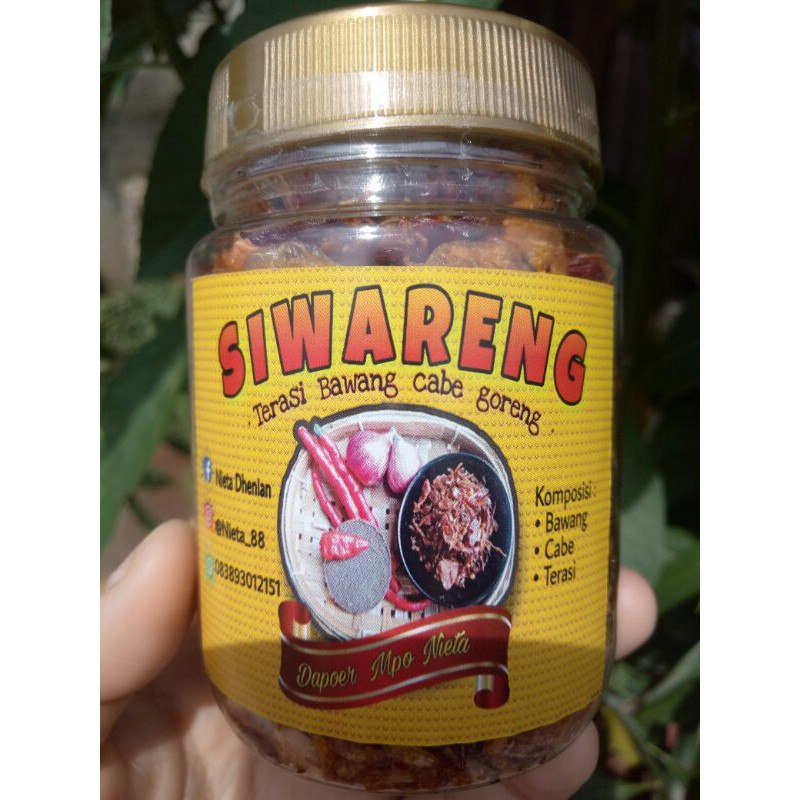 SIWARENG
. Terasi Bawang cabe goreng .
Nieta Dhenian
@Nieta_88
083893012151
Komposisi :
• Bawang
• Cabe
• Terasi
Dapoer Mpo Nieta